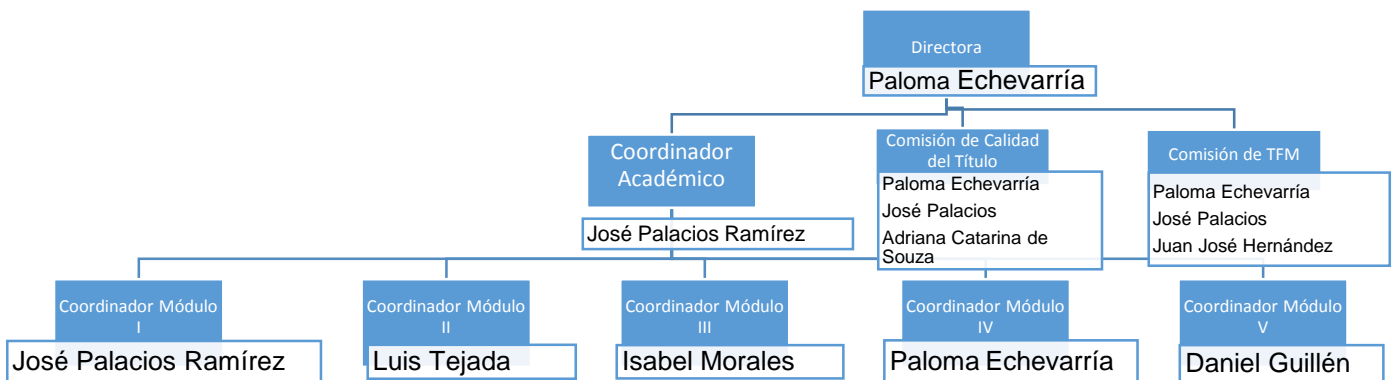 Directora
Paloma Echevarría
Coordinador
Académico
José Palacios Ramírez
Comisión de Calidad
del Título
Paloma Echevarría
José Palacios
Adriana Catarina de
Souza
Comisión de TFM
Paloma Echevarría
José Palacios
Juan José Hernández
Coordinador Módulo
I
José Palacios Ramírez
Coordinador Módulo
II
Luis Tejada
Coordinador Módulo
III
Isabel Morales
Coordinador Módulo
IV
Paloma Echevarría
Coordinador Módulo
V
Daniel Guillén